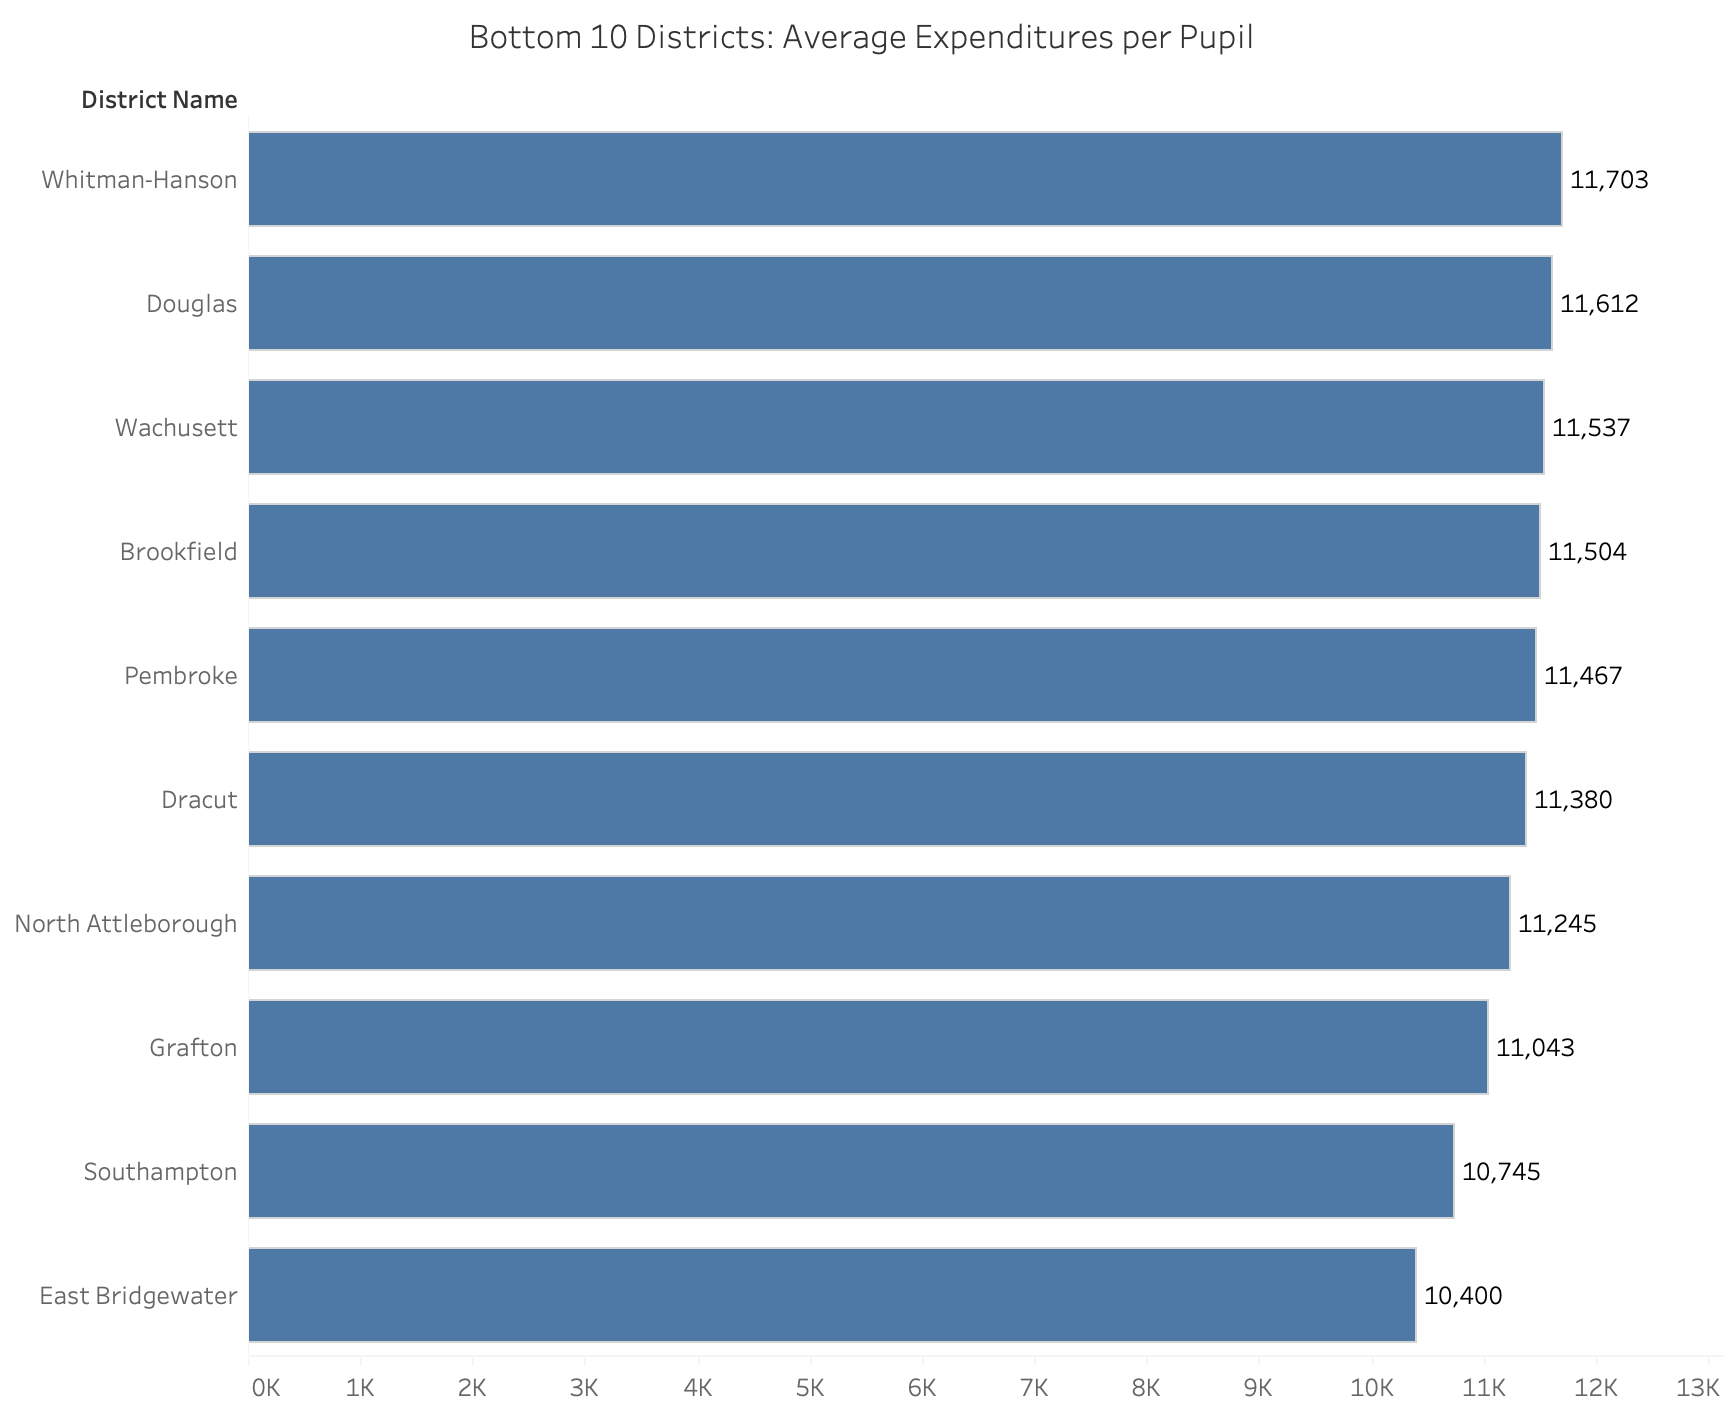 Bottom 10 Districts: Average Expenditures per Pupil
District Name
Whitman-Hanson 11,703
Douglas 11,612
Wachusett 11,537
Brookfield 11,504
Pembroke 11,467
Dracut 11,380
North Attleborough 11,245
Grafton 11,043
Southampton 10,745
East Bridgewater 10,400
0K 1K 2K 3K 4K 5K 6K 7K 8K 9K 10K 11K 12K 13K